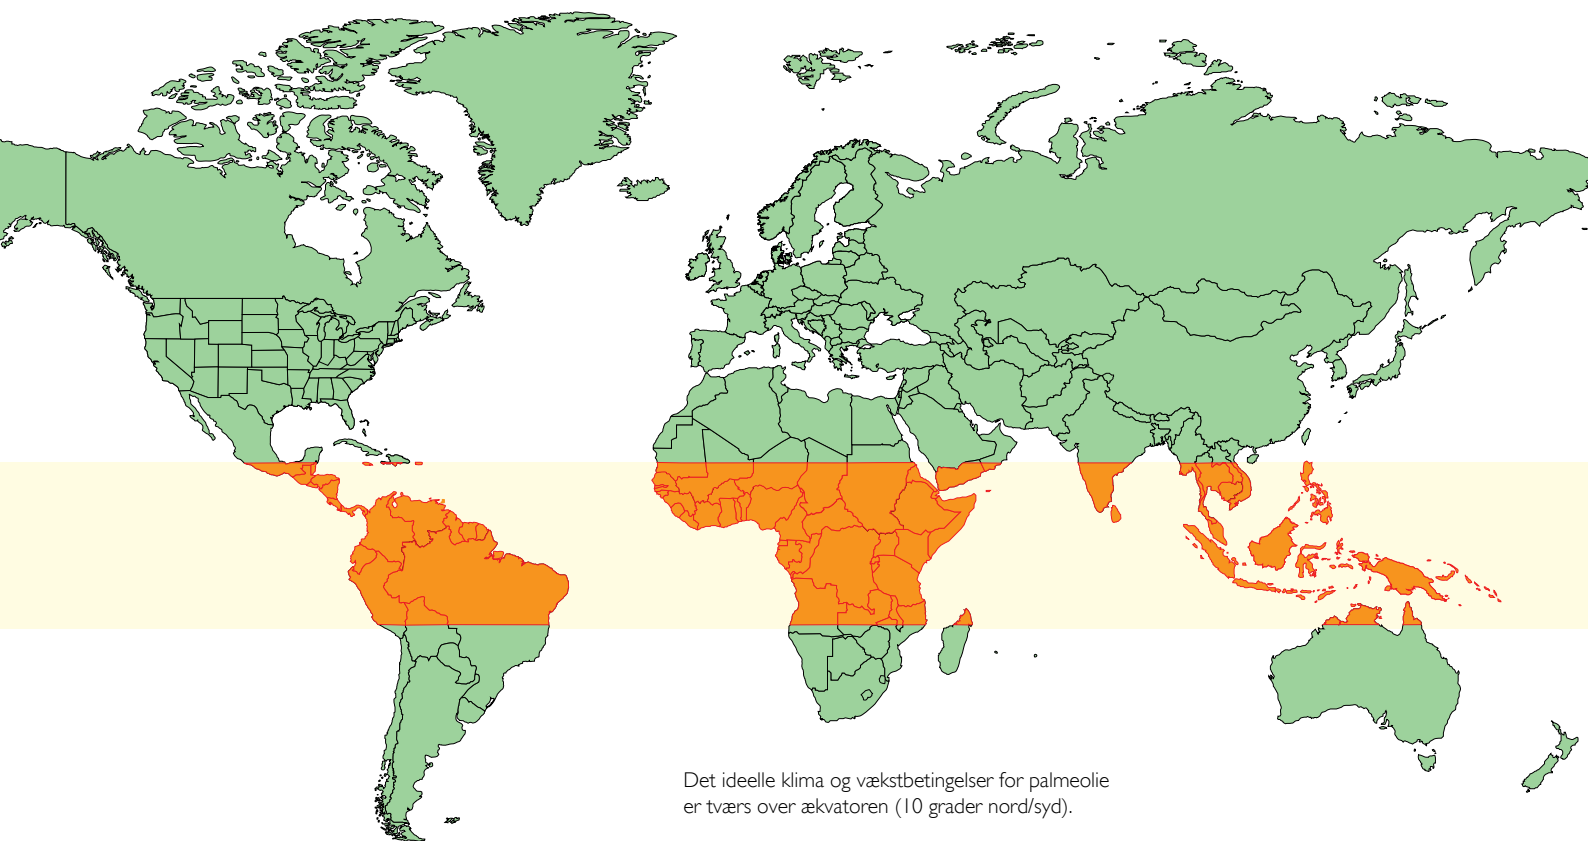 Det ideelle klima og vækstbetingelser for palmeolie
er tværs over ækvatoren (10 grader nord/syd).